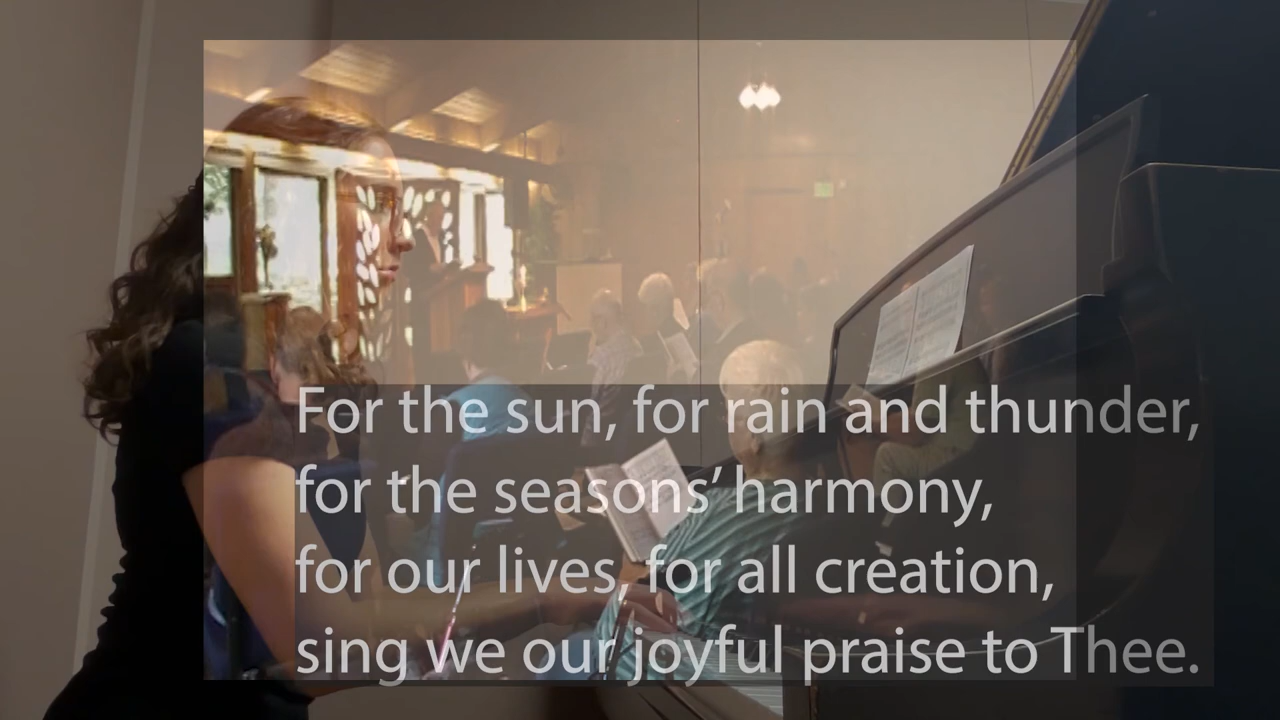 For the sun, for rain and thunder,
for the seasons’ harmony,
for our lives, for all creation,
sing we our joyful praise to Thee.